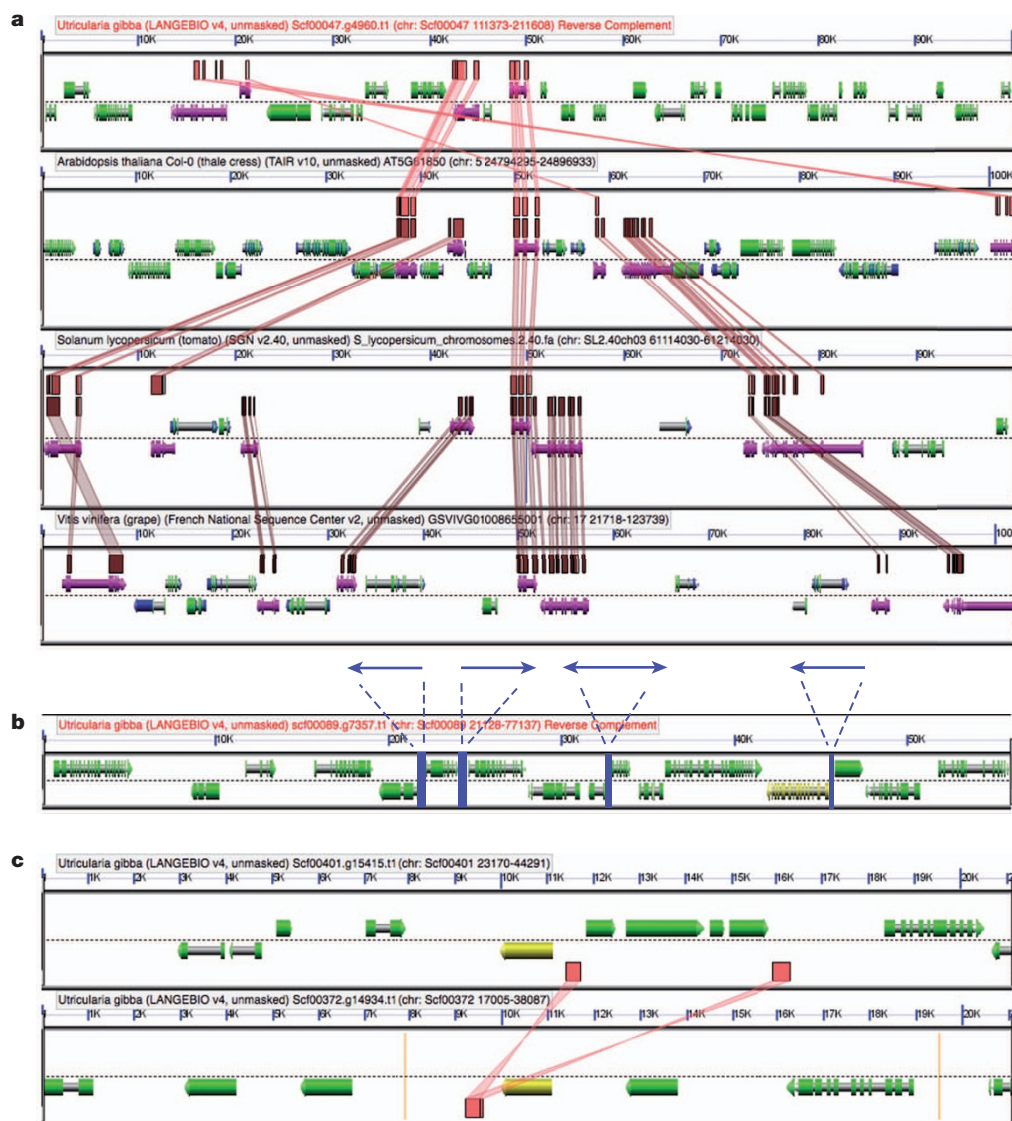 a
Utricularia gibba (LANGEBIO v4, unmasked) Scf00047.g4960.t1 (chr: Scf00047 111373-211608) Reverse Complement
10K 20K 30K 40K 50K 60K 70K 80K 90K
Arabidopsis thaliana Col-0 (thale cress) (TAIR v10, unmasked) AT5G61850 (chr: 5 24794295-24896933)
10K 20K 30K 40K 50K 60K 70K 80K 90K 100K
Solanum lycopersicum (tomato) (SGN v2.40, unmasked) S_lycopersicum_chromosomes.2.40.fa (chr: SL2.40ch03 61114030-61214030)
10K 20K 30K 40K 50K 60K 70K 80K 90K
Vitis vinifera (grape) (French National Sequence Center v2, unmasked) GSVIVG01008655001 (chr: 17 21718-123739)
10K 20K 30K 40K 50K 60K 70K 80K 90K 100
b
Utricularia gibba (LANGEBIO v4, unmasked) scf00089.g7357.t1 (chr: Scf00089 21128-77137) Reverse Complement
10K 20K 30K 40K 50K
c
Utricularia gibba (LANGEBIO v4, unmasked) Scf00401.g15415.t1 (chr: Scf00401 23170-44291)
1K 2K 3K 4K 5K 6K 7K 8K 9K 10K 11K 12K 13K 14K 15K 16K 17K 18K 19K 20K 2
Utricularia gibba (LANGEBIO v4, unmasked) Scf00372.g14934.t1 (chr: Scf00372 17005-38087)
1K 2K 3K 4K 5K 6K 7K 8K 9K 10K 11K 12K 13K 14K 15K 16K 17K 18K 19K 20K 2